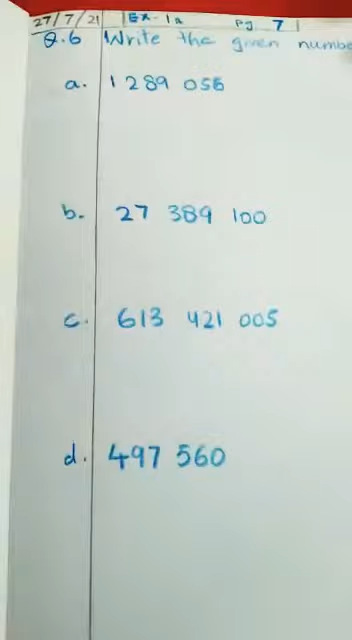 27/7/21 Ex-1a Pg 7
Q.6 Write the given numbe
a. 1 289 056
b. 27 389 100
c. 613 421 005
d. 497 560